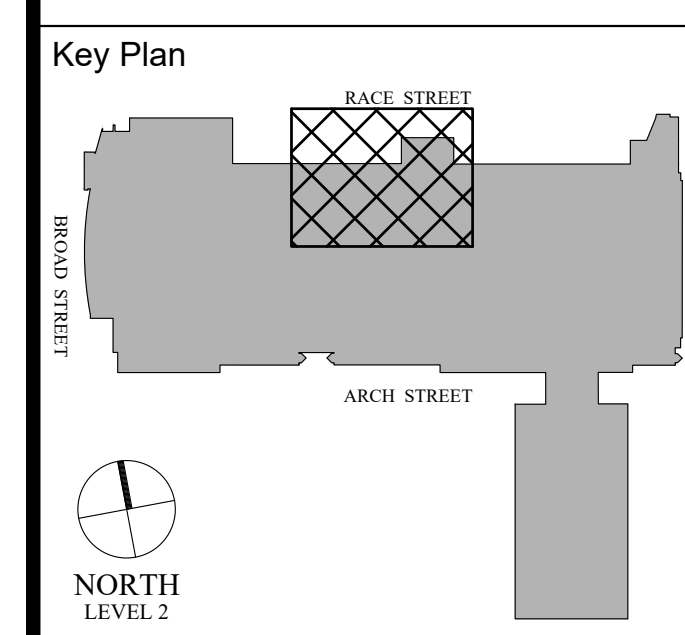 Key Plan
RACE STREET
BROAD STREET
ARCH STREET
NORTH
LEVEL 2